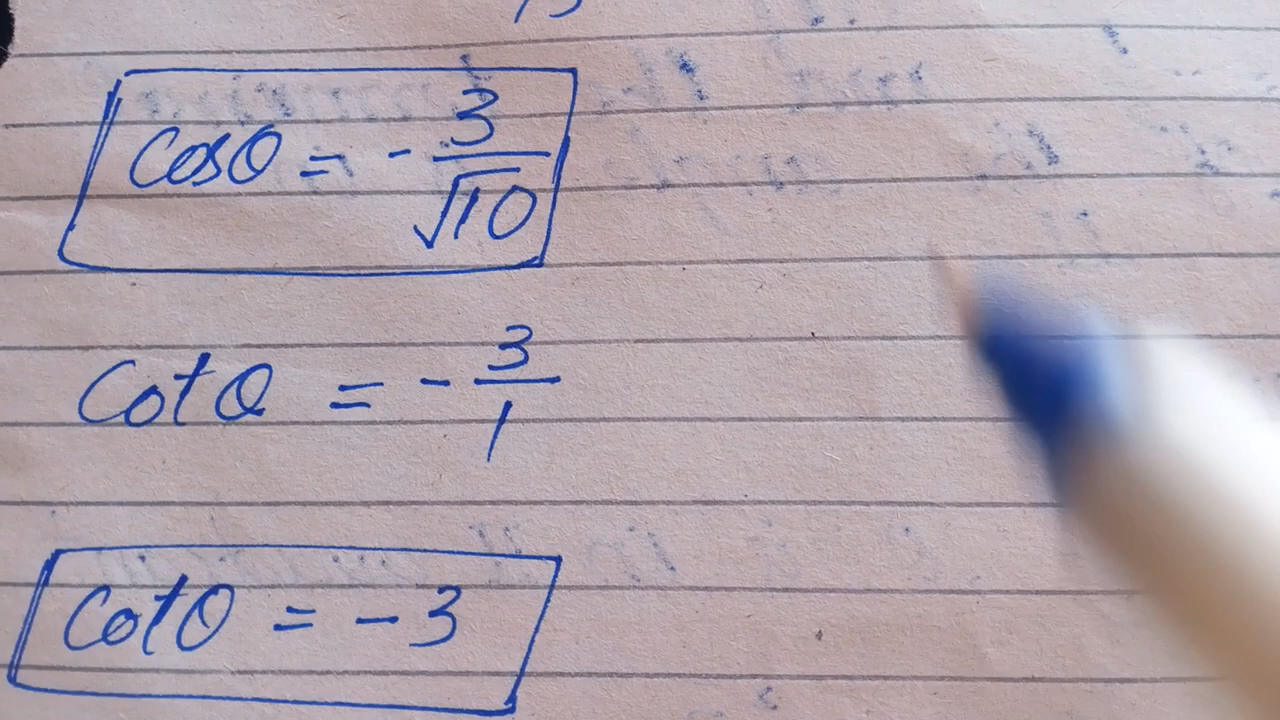 cosθ = - 3/√10
cotθ = - 3/1
cotθ = - 3